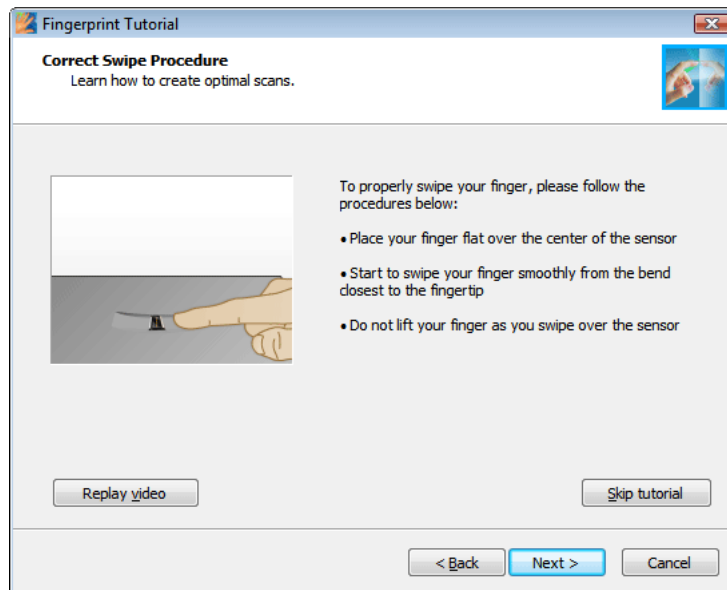 Fingerprint Tutorial
Correct Swipe Procedure
Learn how to create optimal scans.
To properly swipe your finger, please follow the
procedures below:
• Place your finger flat over the center of the sensor
• Start to swipe your finger smoothly from the bend
closest to the fingertip
• Do not lift your finger as you swipe over the sensor
Replay video
Skip tutorial
< Back
Next >
Cancel